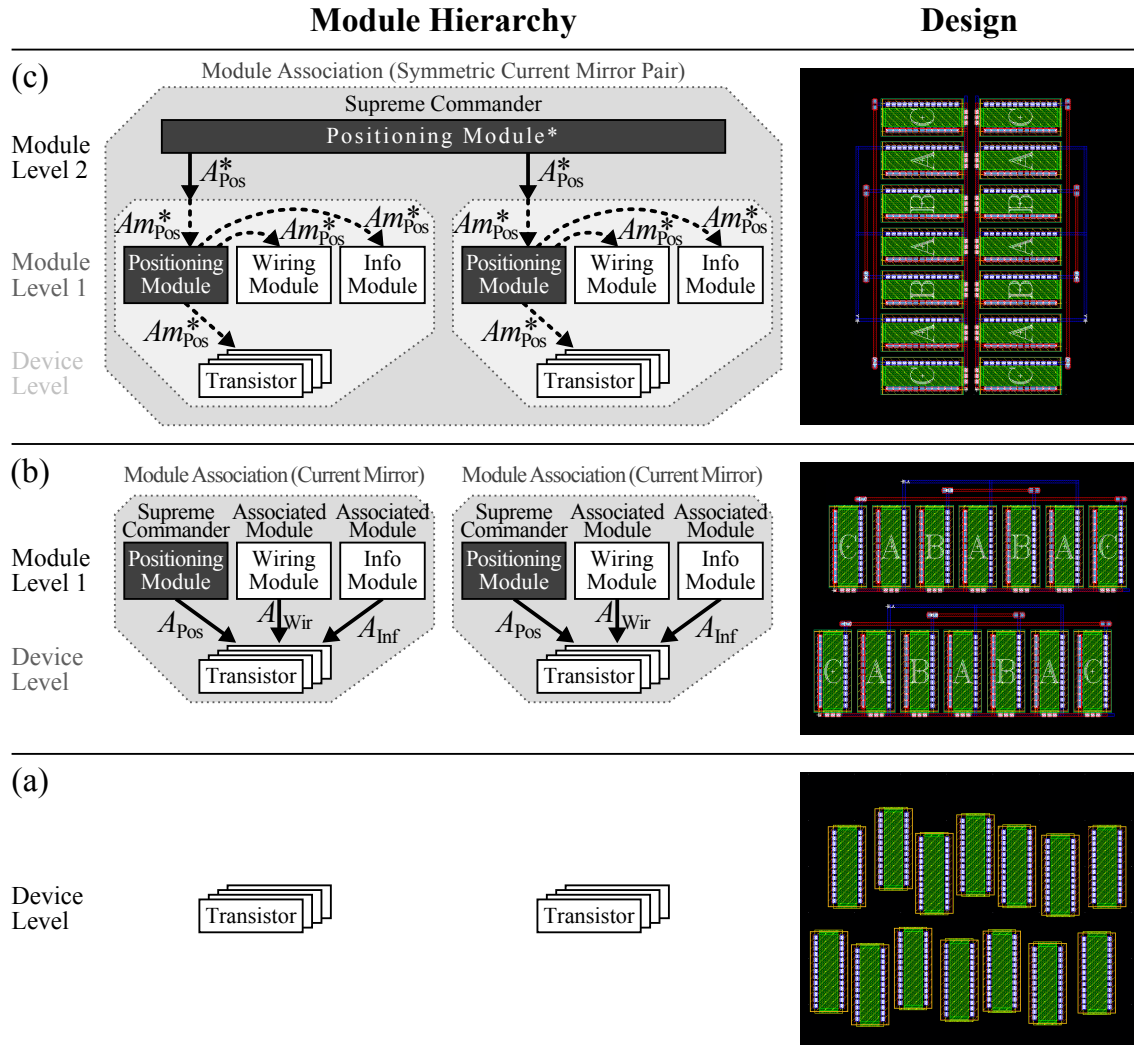 Module Hierarchy
Design
(c)
Module Association (Symmetric Current Mirror Pair)
Supreme Commander
Positioning Module*
Module
Level 2
A*Pos
A*Pos
Am*Pos
Am*Pos
Am*Pos
Am*Pos
Am*Pos
Am*Pos
Module
Level 1
Positioning
Module
Wiring
Module
Info
Module
Positioning
Module
Wiring
Module
Info
Module
Am*Pos
Am*Pos
Device
Level
Transistor
Transistor
C C
A A
B B
A A
B B
A A
C C
(b)
Module Association (Current Mirror)
Module Association (Current Mirror)
Supreme
Commander
Associated
Module
Associated
Module
Supreme
Commander
Associated
Module
Associated
Module
Module
Level 1
Positioning
Module
Wiring
Module
Info
Module
Positioning
Module
Wiring
Module
Info
Module
APos
AWir
AInf
APos
AWir
AInf
Device
Level
Transistor
Transistor
C A B A B A C
C A B A B A C
(a)
Device
Level
Transistor
Transistor